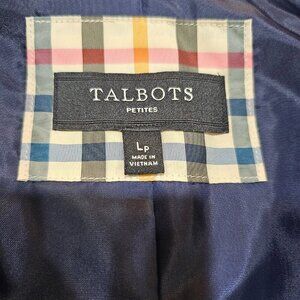 TALBOTS
PETITES
Lp
MADE IN
VIETNAM